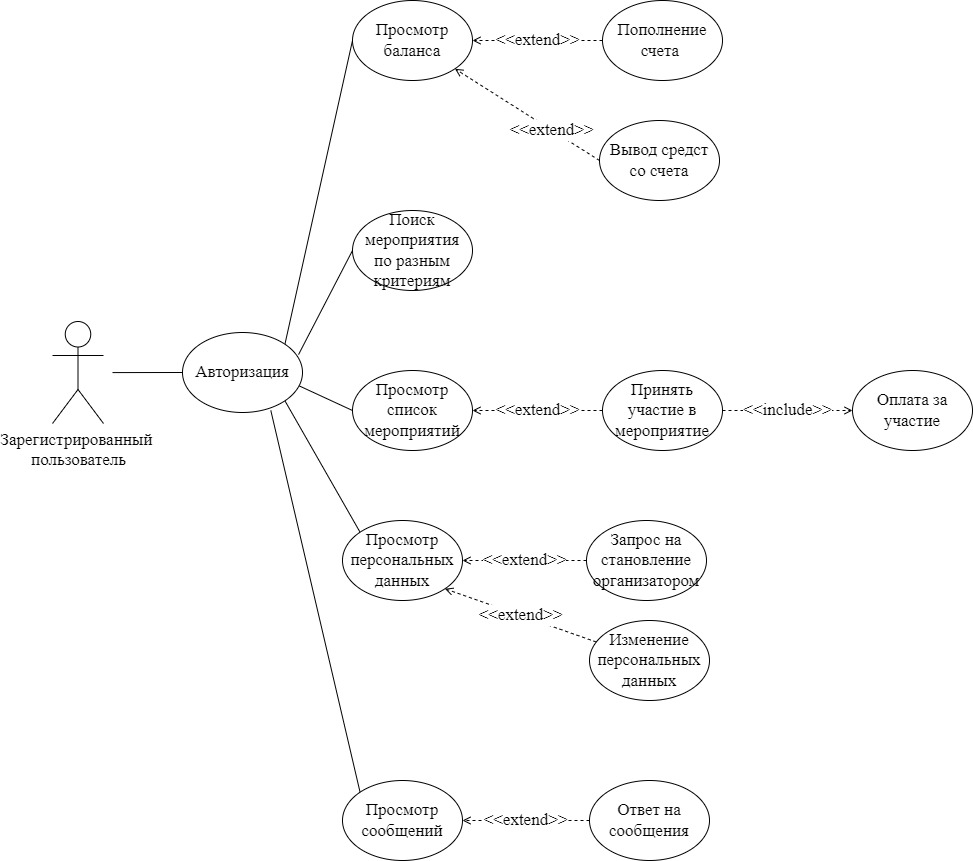 Просмотр
баланса
<<extend>>
Пополнение
счета
<<extend>>
Вывод средст
со счета
Поиск
мероприятия
по разным
критериям
Зарегистрированный
пользователь
Авторизация
Просмотр
список
мероприятий
<<extend>>
Принять
участие в
мероприятие
<<include>>
Оплата за
участие
Просмотр
персональных
данных
<<extend>>
Запрос на
становление
организатором
<<extend>>
Изменение
персональных
данных
Просмотр
сообщений
<<extend>>
Ответ на
сообщения